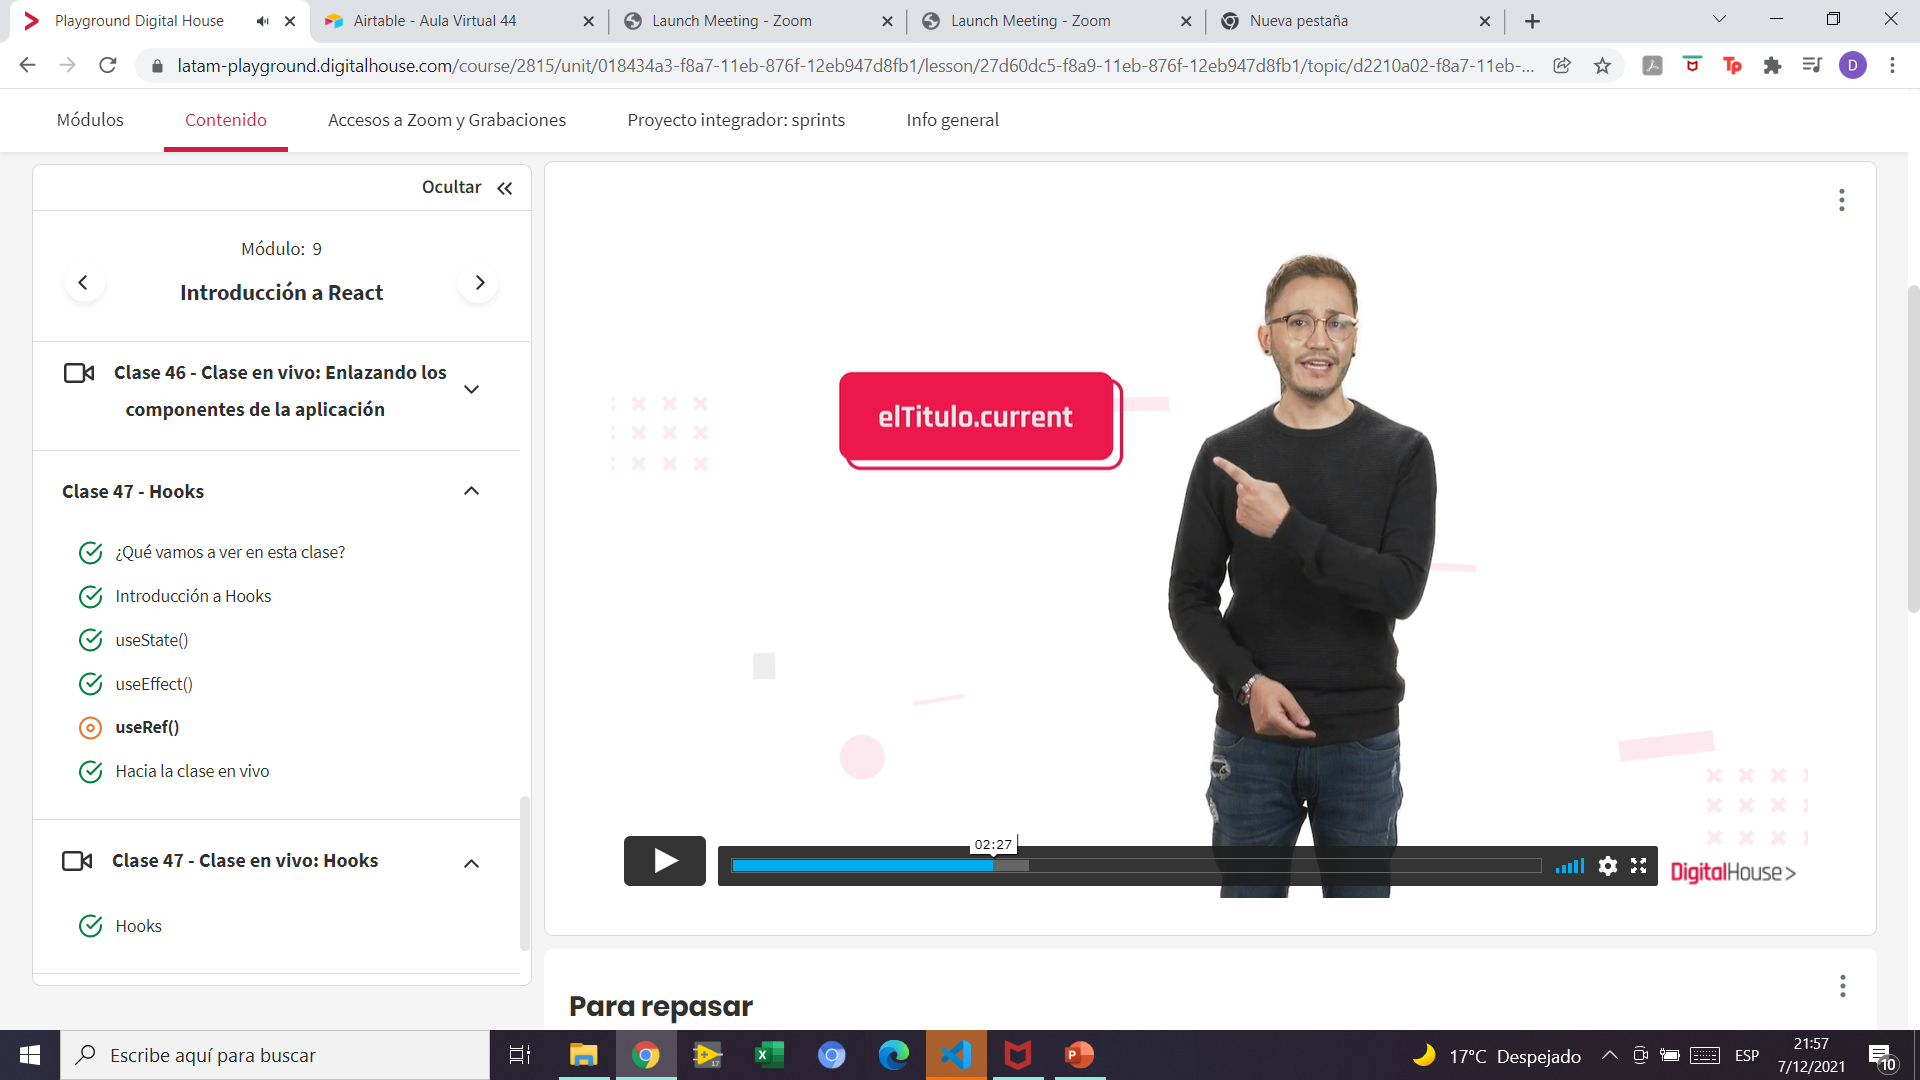 Playground Digital House
Airtable - Aula Virtual 44
Launch Meeting - Zoom
Launch Meeting - Zoom
Nueva pestaña
latam-playground.digitalhouse.com/course/2815/unit/018434a3-f8a7-11eb-876f-12eb947d8fb1/lesson/27d60dc5-f8a9-11eb-876f-12eb947d8fb1/topic/d2210a02-f8a7-11eb-...
Tp
D
Módulos
Contenido
Accesos a Zoom y Grabaciones
Proyecto integrador: sprints
Info general
Ocultar
Módulo: 9
Introducción a React
Clase 46 - Clase en vivo: Enlazando los
componentes de la aplicación
Clase 47 - Hooks
¿Qué vamos a ver en esta clase?
Introducción a Hooks
useState()
useEffect()
useRef()
Hacia la clase en vivo
Clase 47 - Clase en vivo: Hooks
Hooks
elTitulo.current
02:27
DigitalHouse>
Para repasar
Escribe aquí para buscar
17°C Despejado
ESP
21:57
7/12/2021
10